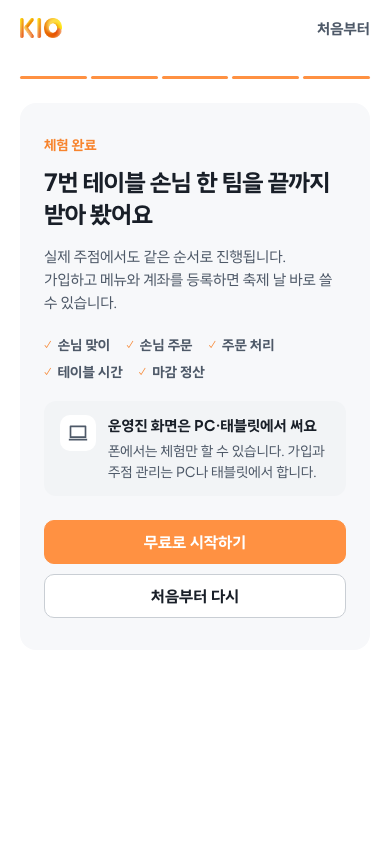 KIO
처음부터
체험 완료
7번 테이블 손님 한 팀을 끝까지
받아 봤어요
실제 주점에서도 같은 순서로 진행됩니다.
가입하고 메뉴와 계좌를 등록하면 축제 날 바로 쓸
수 있습니다.
✓ 손님 맞이 ✓ 손님 주문 ✓ 주문 처리
✓ 테이블 시간 ✓ 마감 정산
운영진 화면은 PC·태블릿에서 써요
폰에서는 체험만 할 수 있습니다. 가입과
주점 관리는 PC나 태블릿에서 합니다.
무료로 시작하기
처음부터 다시